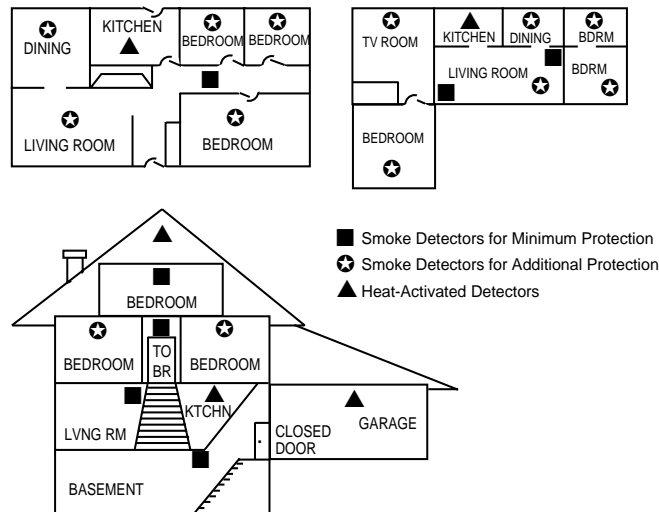 DINING
KITCHEN
BEDROOM
BEDROOM
LIVING ROOM
BEDROOM
TV ROOM
KITCHEN
DINING
BDRM
LIVING ROOM
BDRM
BEDROOM
Smoke Detectors for Minimum Protection
Smoke Detectors for Additional Protection
Heat-Activated Detectors
BEDROOM
BEDROOM
TO
BR
BEDROOM
LVNG RM
KTCHN
CLOSED
DOOR
GARAGE
BASEMENT